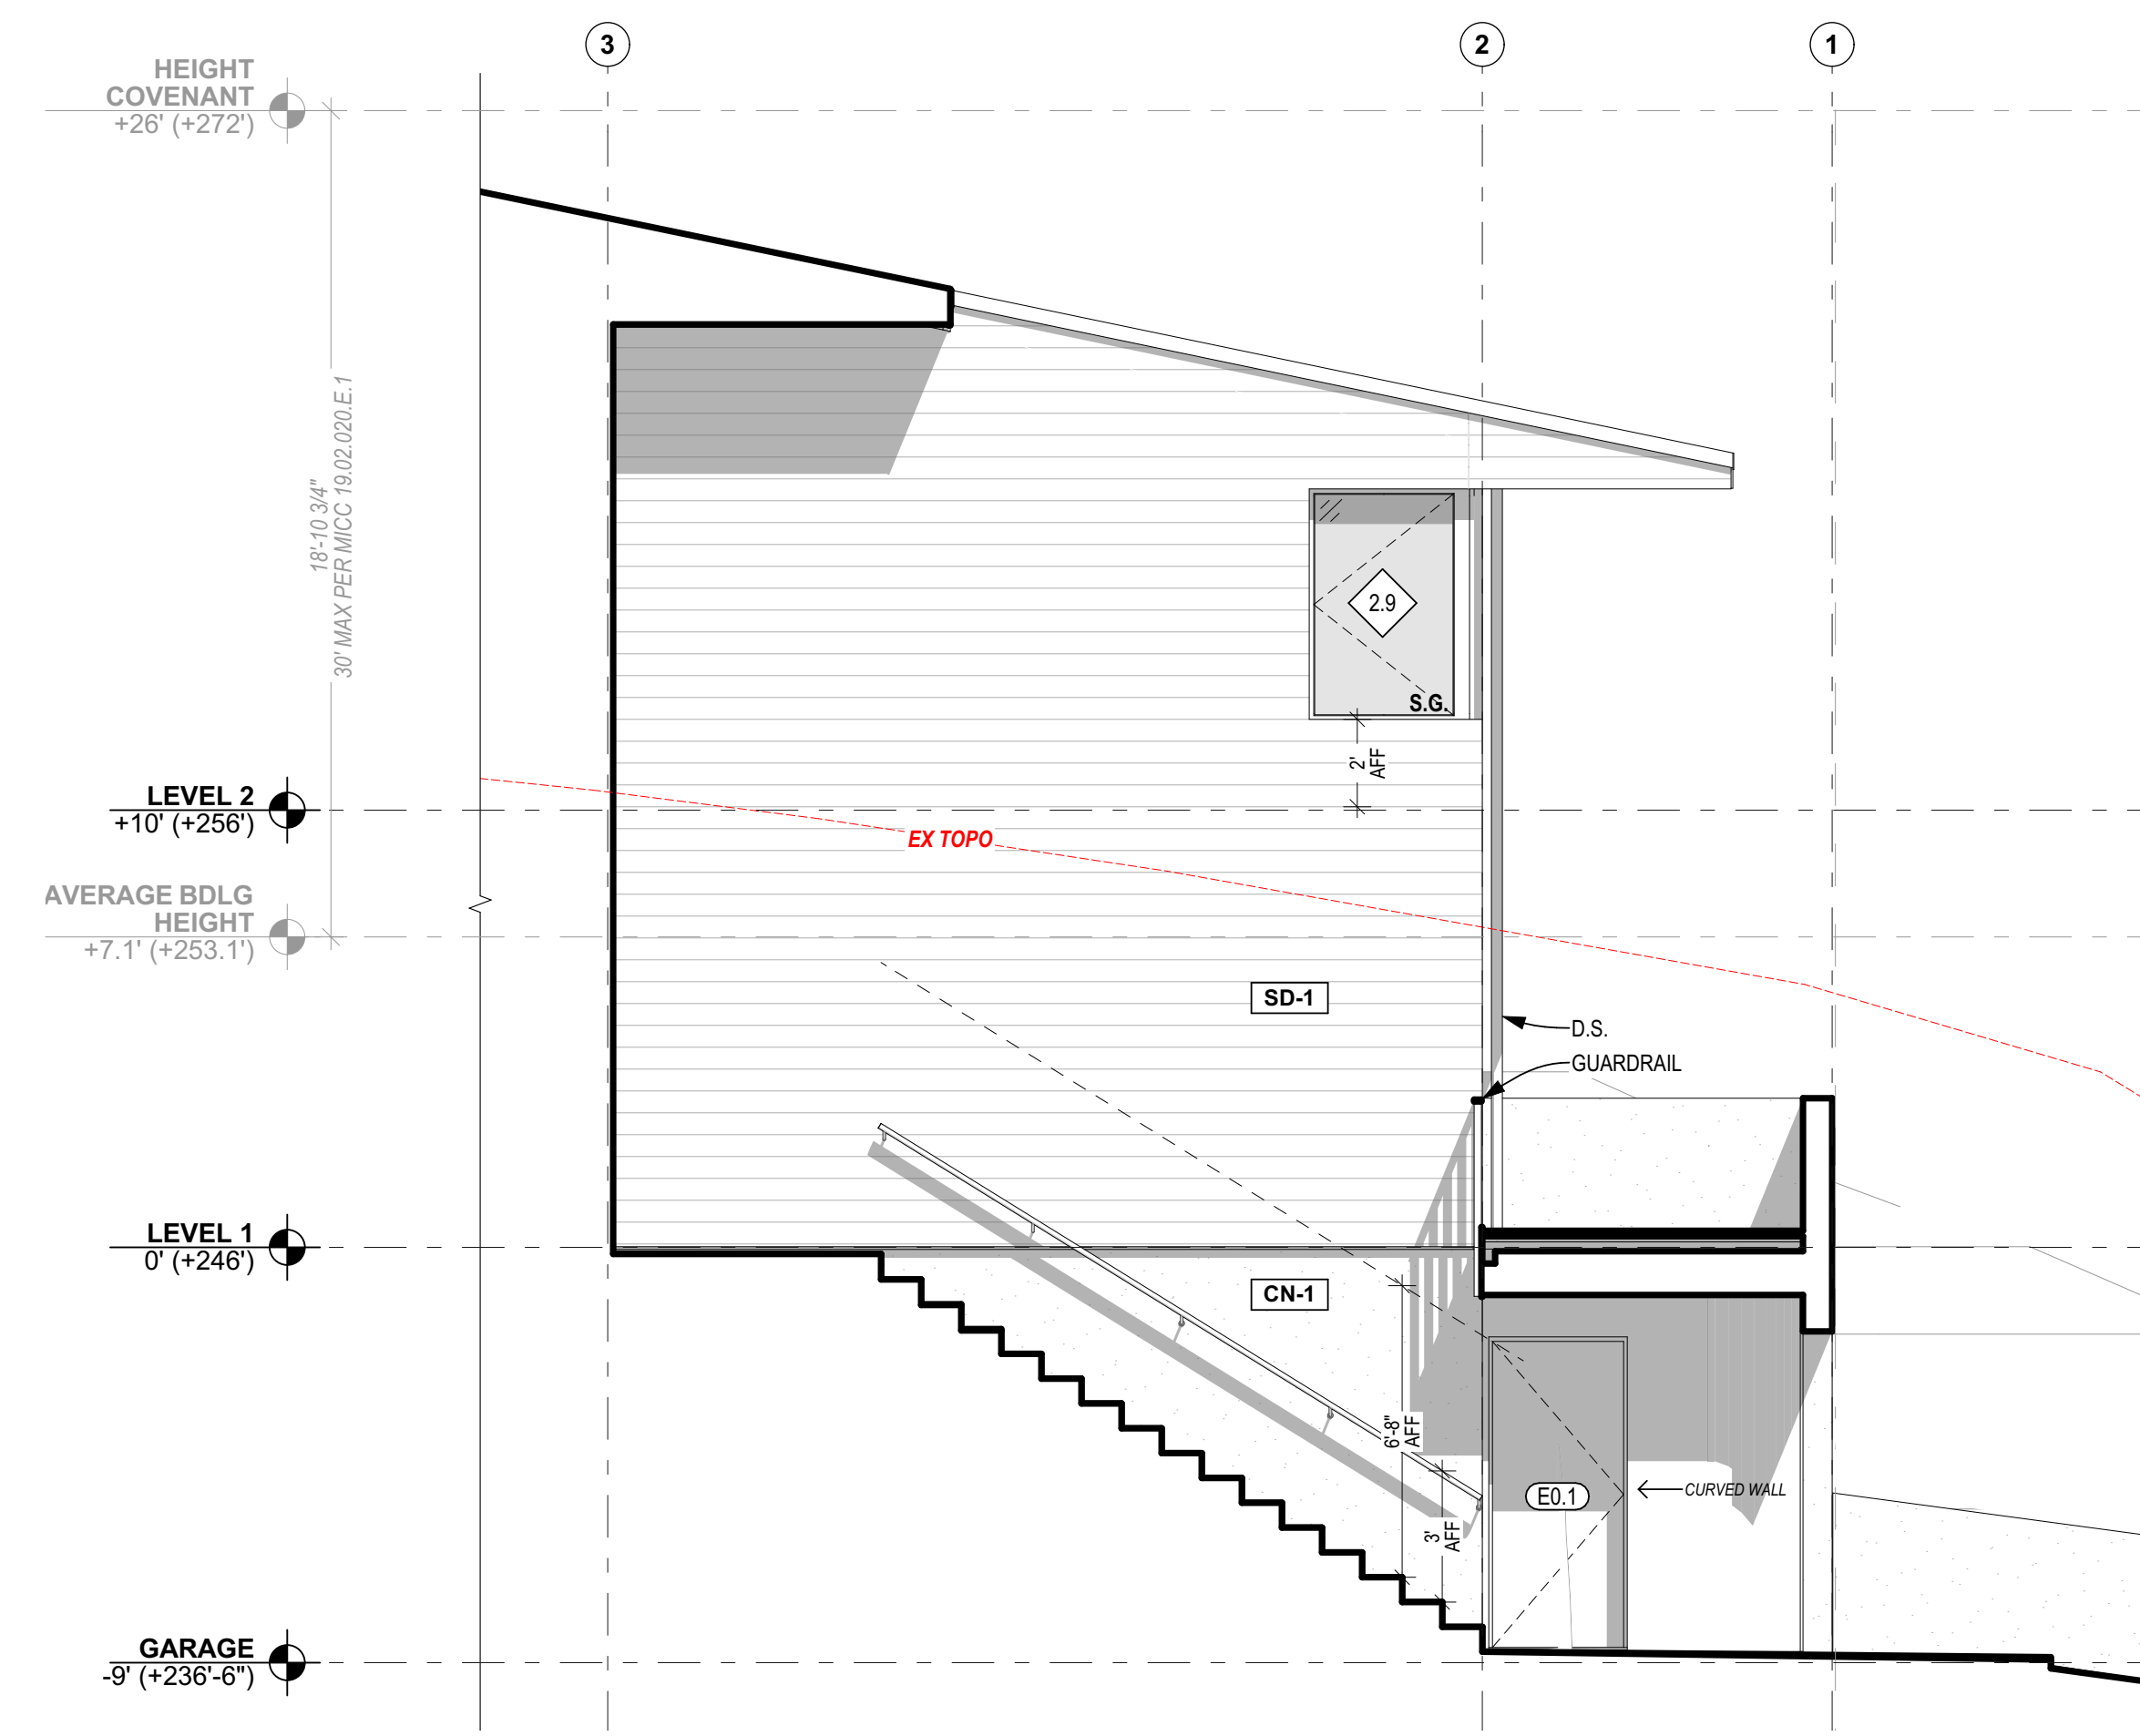 3
2
1
HEIGHT
COVENANT
+26' (+272')
18'-10 3/4"
30' MAX PER MICC 19.02.020.E.1
2.9
S.G.
2'
AFF
LEVEL 2
+10' (+256')
EX TOPO
AVERAGE BDLG
HEIGHT
+7.1' (+253.1')
SD-1
D.S.
GUARDRAIL
LEVEL 1
0' (+246')
CN-1
6'-8"
AFF
E0.1
CURVED WALL
3'
AFF
GARAGE
-9' (+236'-6")